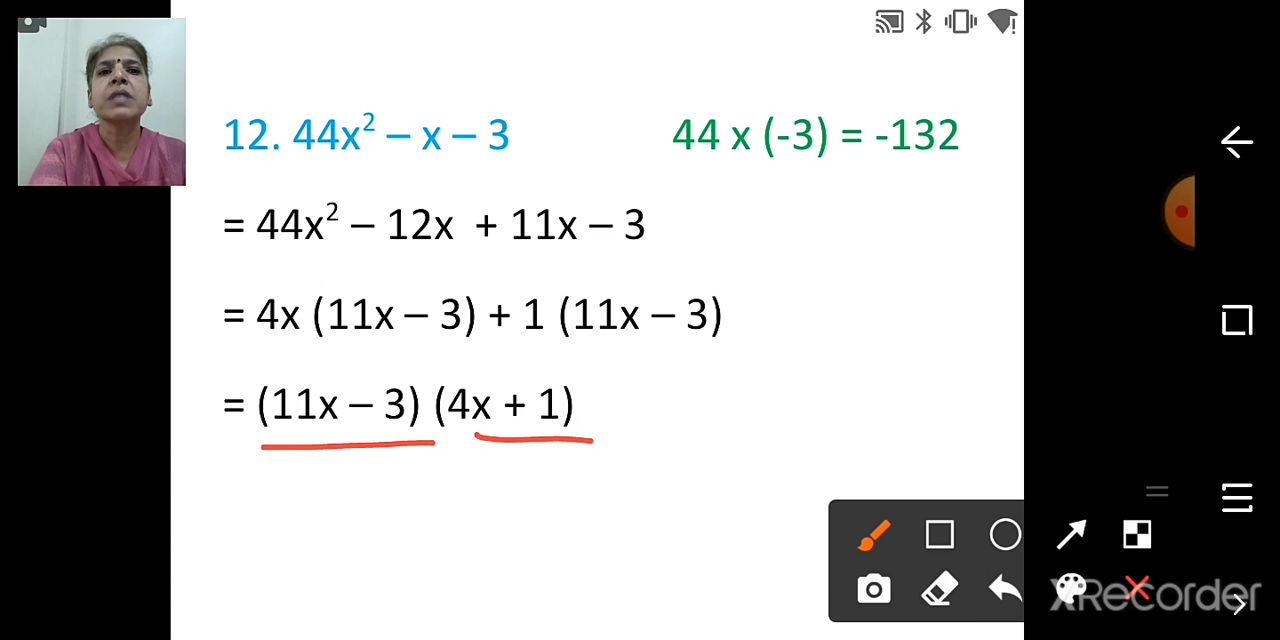 12. 44x² – x – 3 44 x (-3) = -132
= 44x² – 12x + 11x – 3
= 4x (11x – 3) + 1 (11x – 3)
= (11x – 3) (4x + 1)
XRecorder